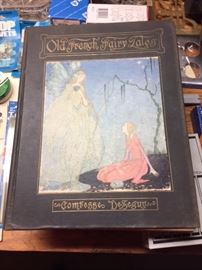 Old French Fairy Tales
Comtesse DeSegur